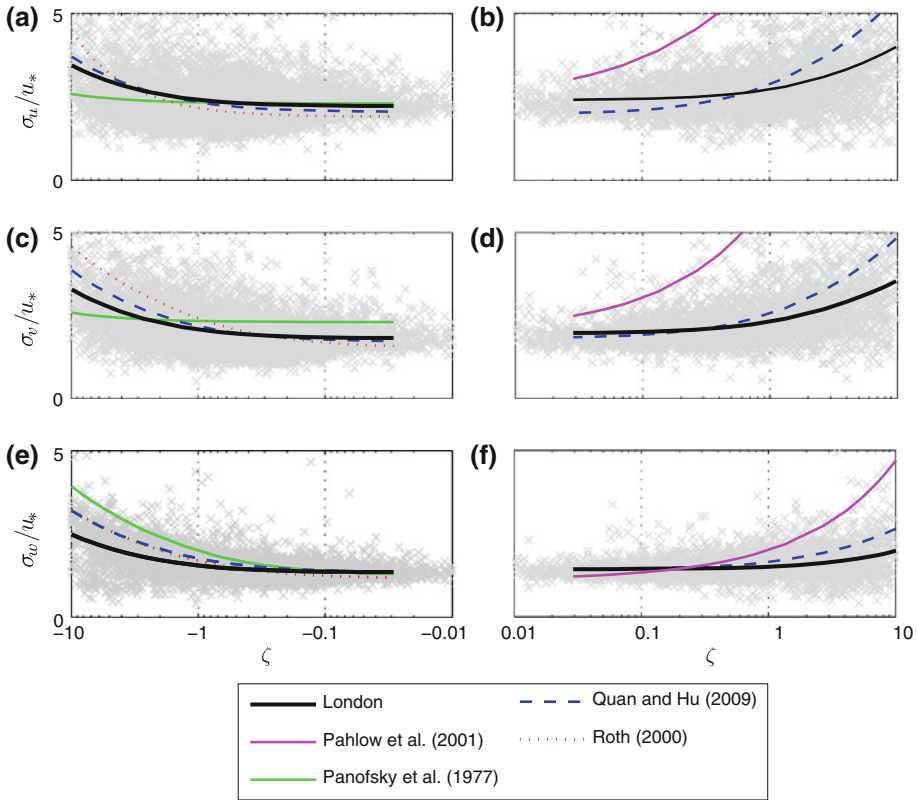 (a)
(b)
5
σu/u*
0
(c)
(d)
5
σv/u*
0
(e)
(f)
5
σw/u*
0
−10
−1
−0.1
−0.01
0.01
0.1
1
10
ζ
ζ
London
Quan and Hu (2009)
Pahlow et al. (2001)
Roth (2000)
Panofsky et al. (1977)